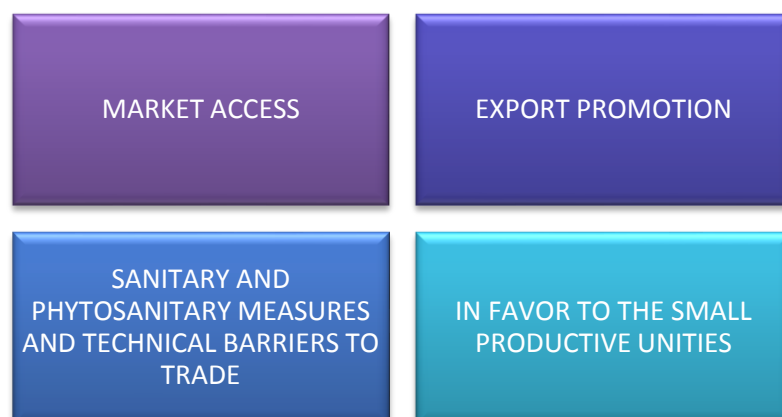 MARKET ACCESS
EXPORT PROMOTION
SANITARY AND
PHYTOSANITARY MEASURES
AND TECHNICAL BARRIERS TO
TRADE
IN FAVOR TO THE SMALL
PRODUCTIVE UNITIES